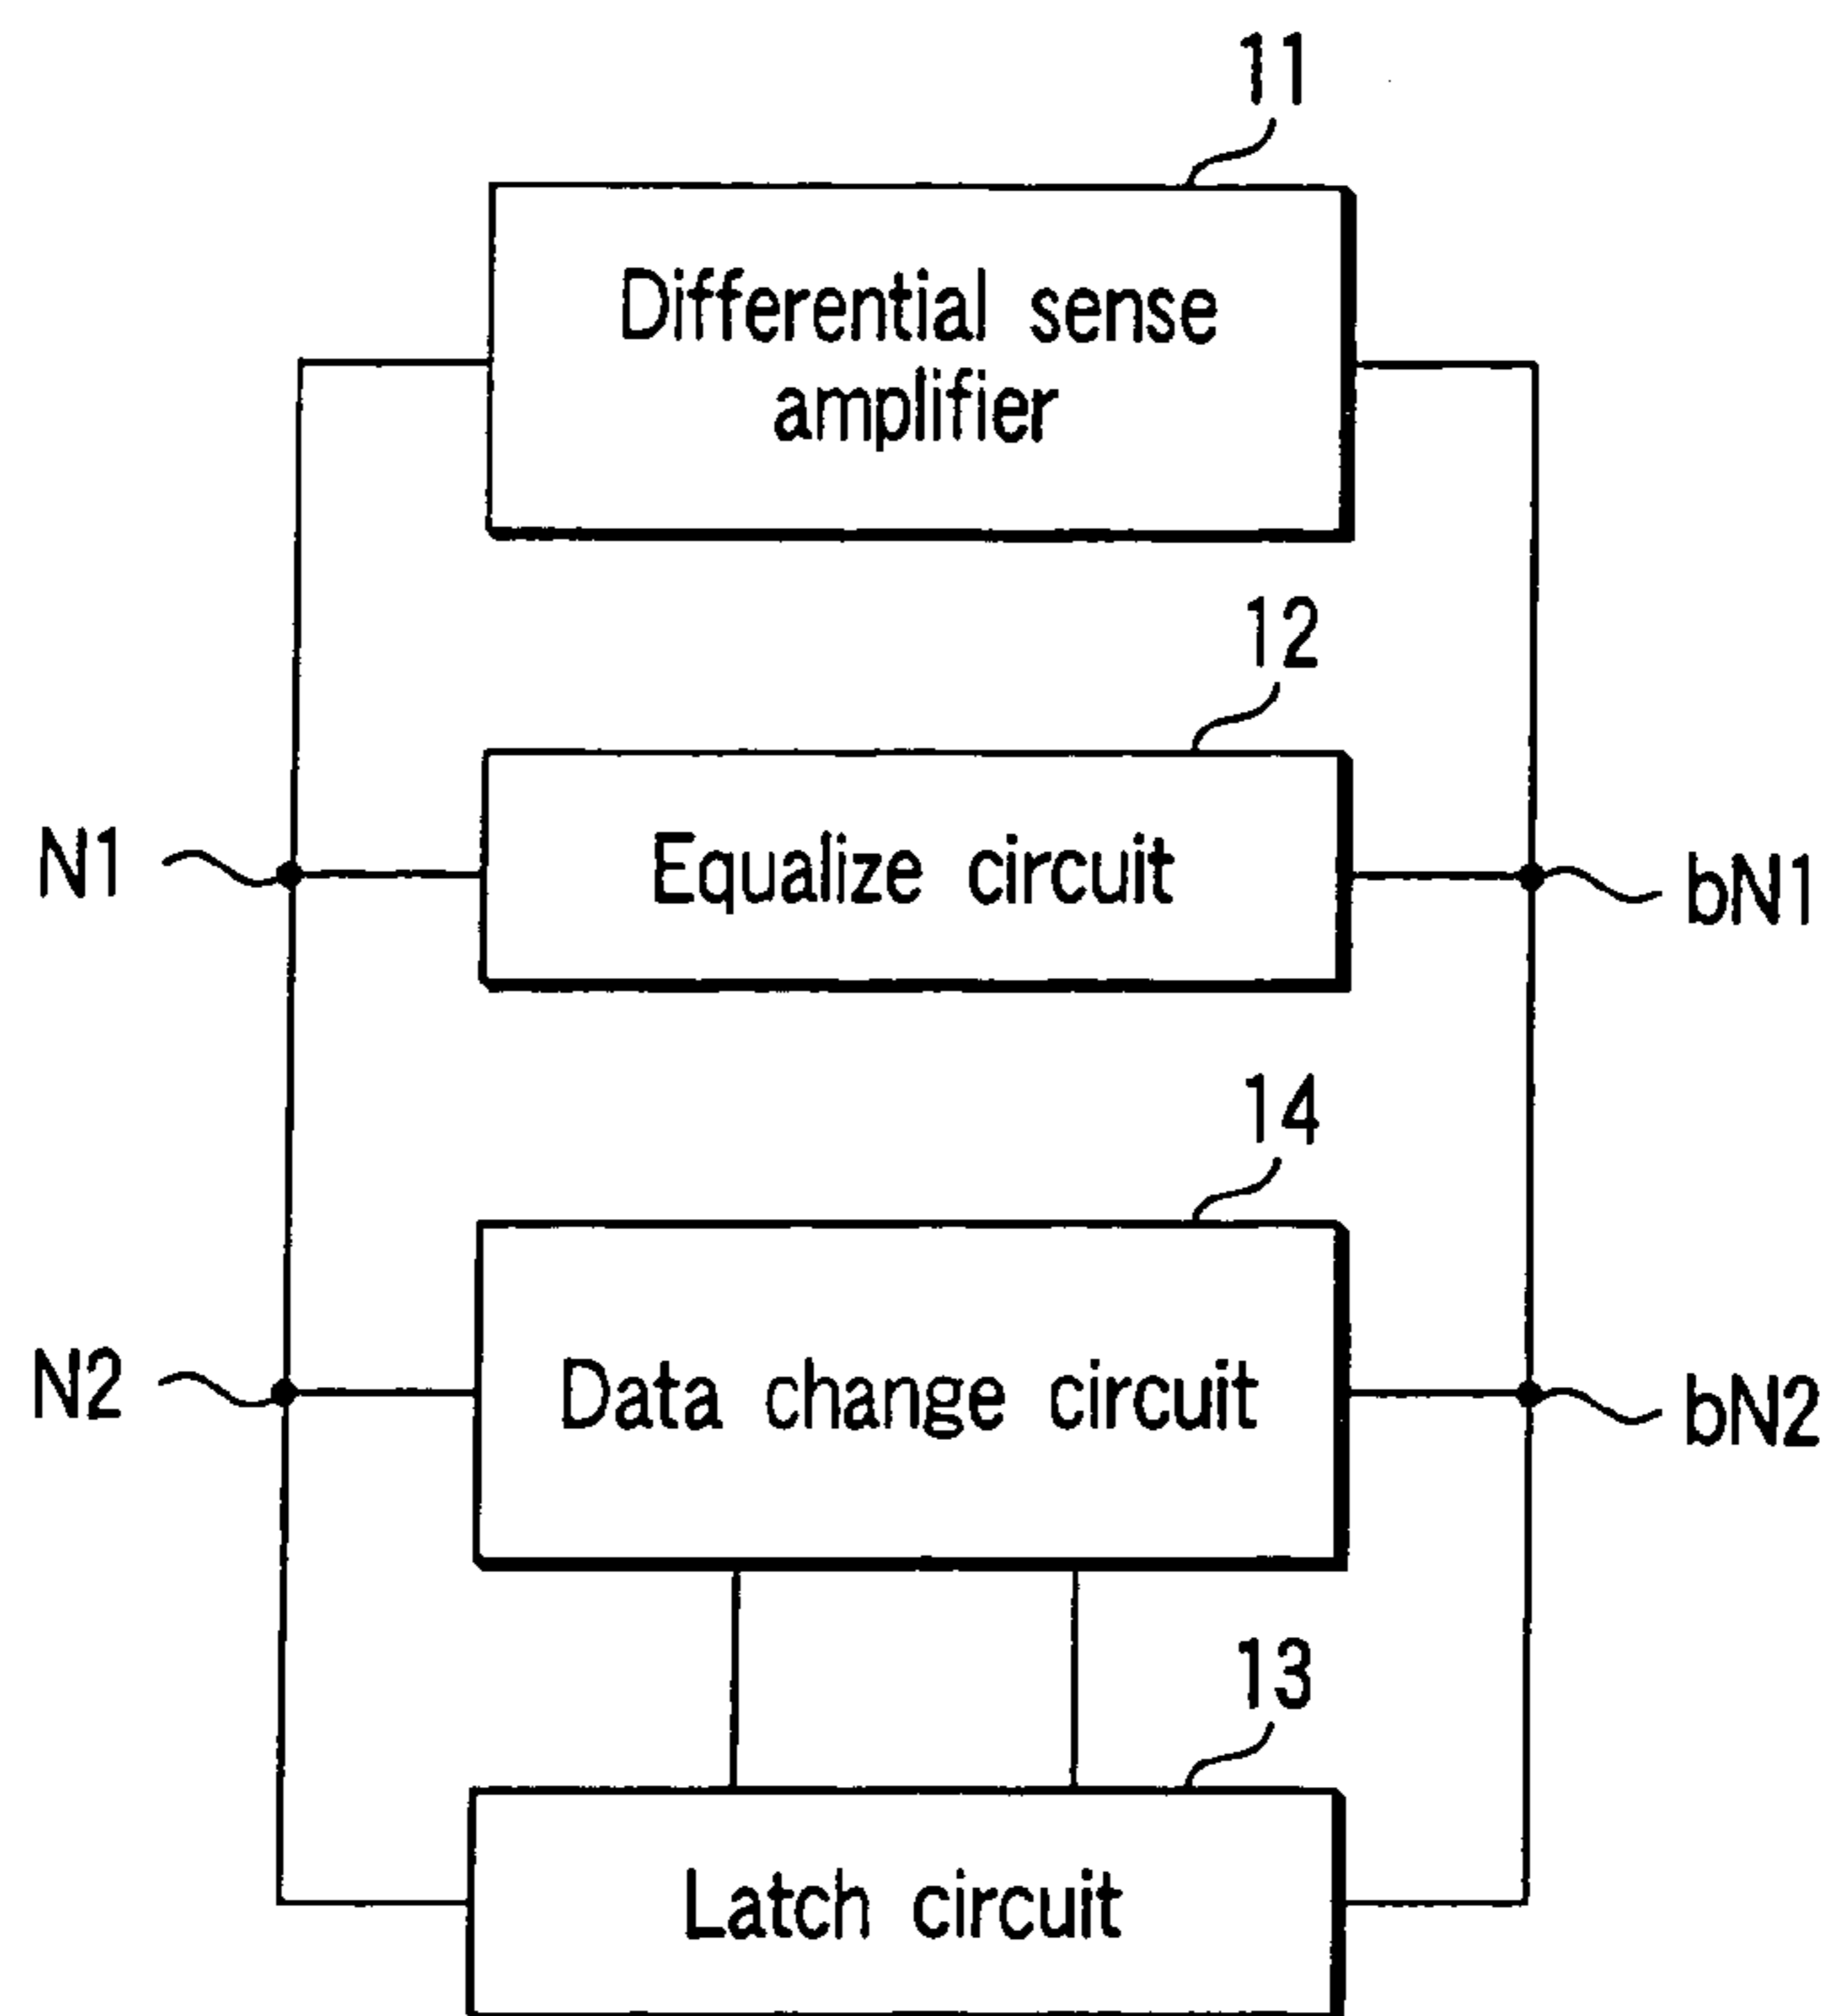 11
Differential sense
amplifier
12
N1
Equalize circuit
bN1
14
N2
Data change circuit
bN2
13
Latch circuit